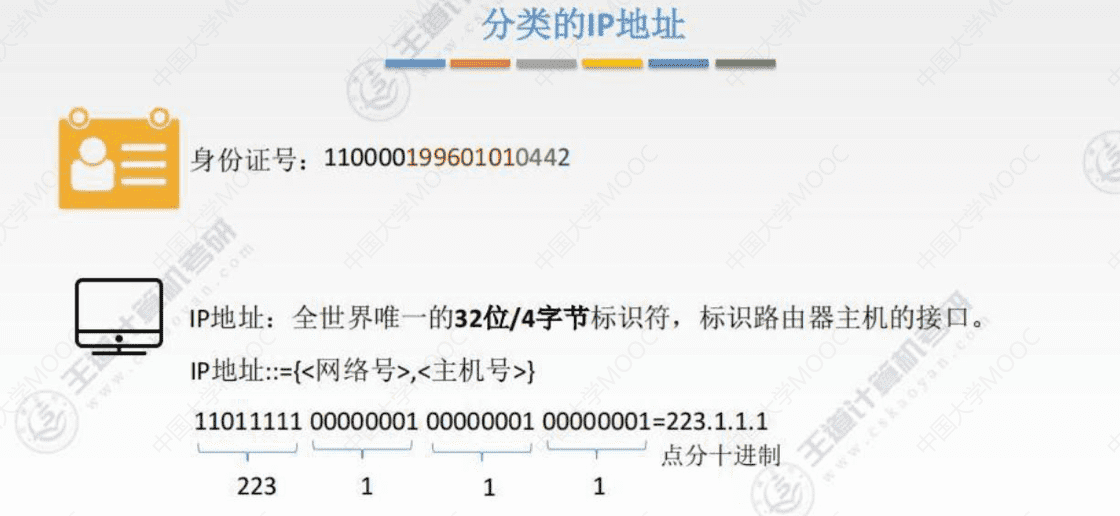 分类的IP地址
身份证号：110000199601010442
IP地址：全世界唯一的32位/4字节标识符，标识路由器主机的接口。
IP地址::={<网络号>,<主机号>}
11011111 00000001 00000001 00000001=223.1.1.1
点分十进制
223 1 1 1
王道计算机考研
www.cskaoyan.com
中国大学MOOC